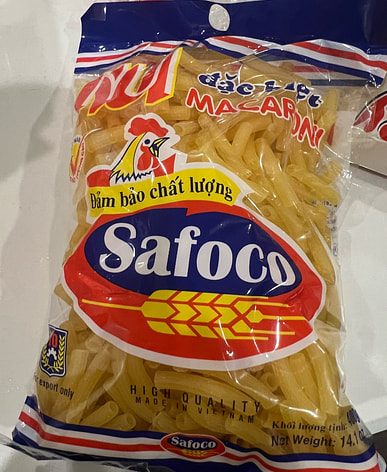 NUI
đặc biệt
MACARONI
Đảm bảo chất lượng
Safoco
export only
HIGH QUALITY
MADE IN VIETNAM
Khối lượng tịnh:
Net Weight: 14.1
Safoco